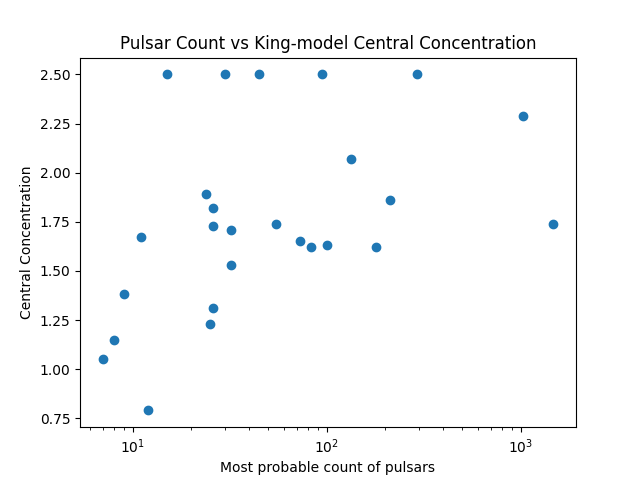 Pulsar Count vs King-model Central Concentration
2.50
2.25
2.00
1.75
1.50
1.25
1.00
0.75
Central Concentration
10¹ 10² 10³
Most probable count of pulsars